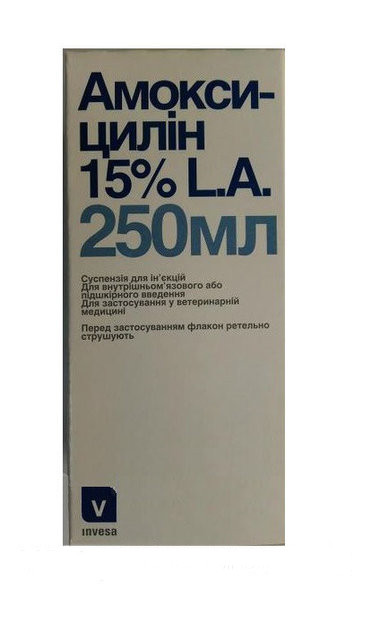 Амокси-
цилін
15% L.A.
250мл
Суспензія для ін'єкцій
Для внутрішньом'язового або
підшкірного введення
Для застосування у ветеринарній
медицині
Перед застосуванням флакон ретельно
струшують
v
invesa